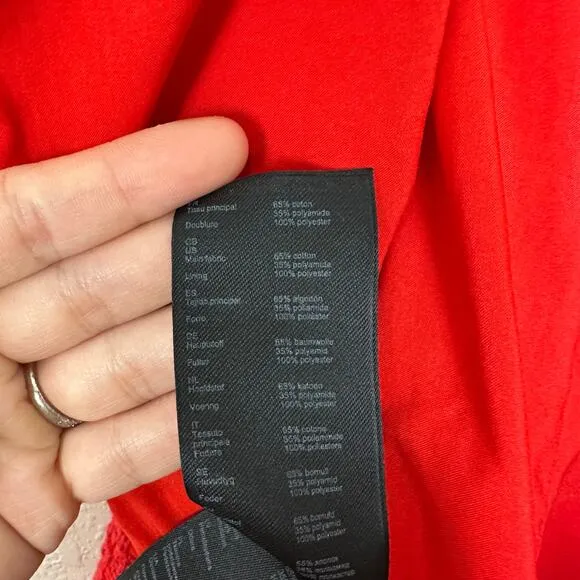 Tissu principal 65% coton
35% polyamide
Doublure 100% polyester
GB
US
Main fabric 65% cotton
35% polyamide
Lining 100% polyester
ES
Tejido principal 65% algodón
35% poliamida
Forro 100% poliéster
DE
Hauptstoff 65% baumwolle
35% polyamid
Futter 100% polyester
NL
Hoofdstof 65% katoen
35% polyamide
Voering 100% polyester
IT
Tessuto 65% cotone
principale 35% poliammide
Fodera 100% poliestere
SE
Huvudtyg 65% bomull
35% polyamid
Foder 100% polyester
65% bomuld
35% polyamid
100% polyester